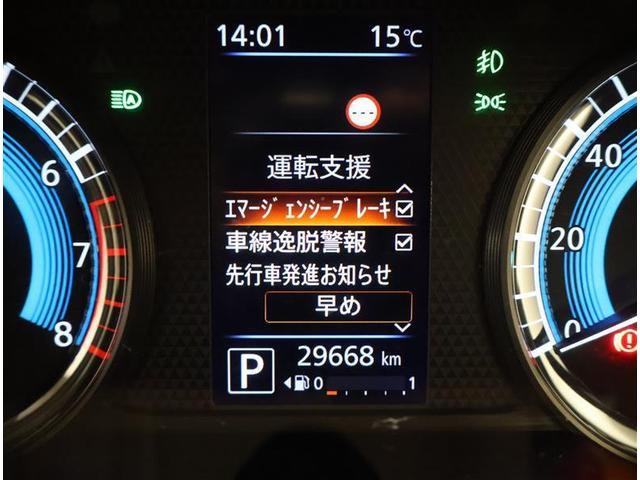 14:01 15℃
---
運転支援
ｴﾏｰｼﾞｪﾝｼｰﾌﾞﾚｰｷ
車線逸脱警報
先行車発進お知らせ
早め
P 29668 km
0 1
6
7
8
40
20
0
A